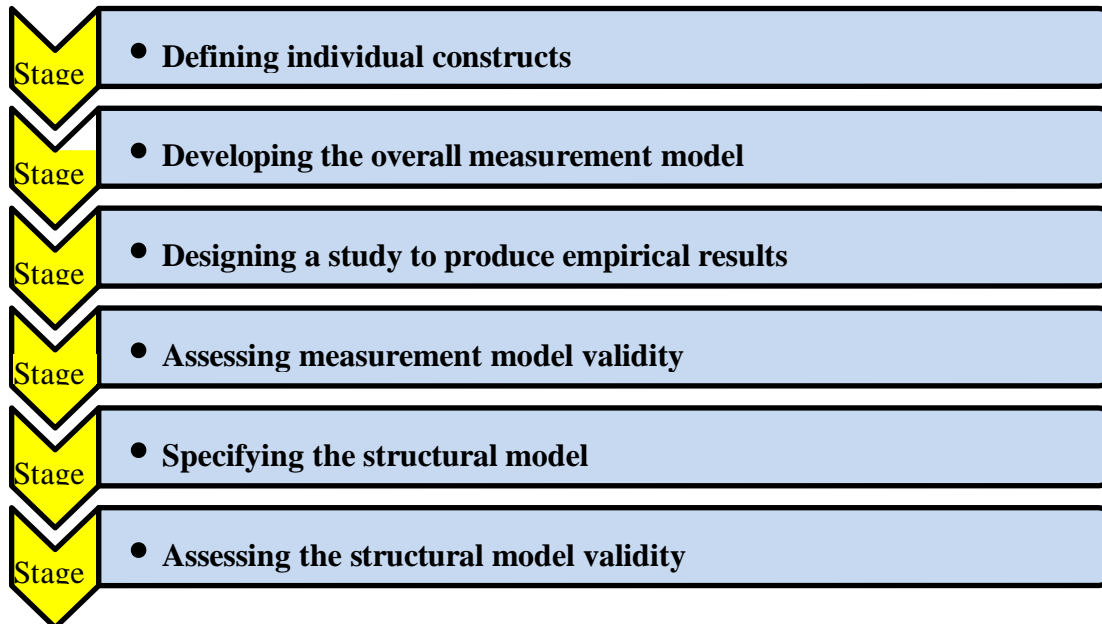 Stage
• Defining individual constructs
Stage
• Developing the overall measurement model
Stage
• Designing a study to produce empirical results
Stage
• Assessing measurement model validity
Stage
• Specifying the structural model
Stage
• Assessing the structural model validity